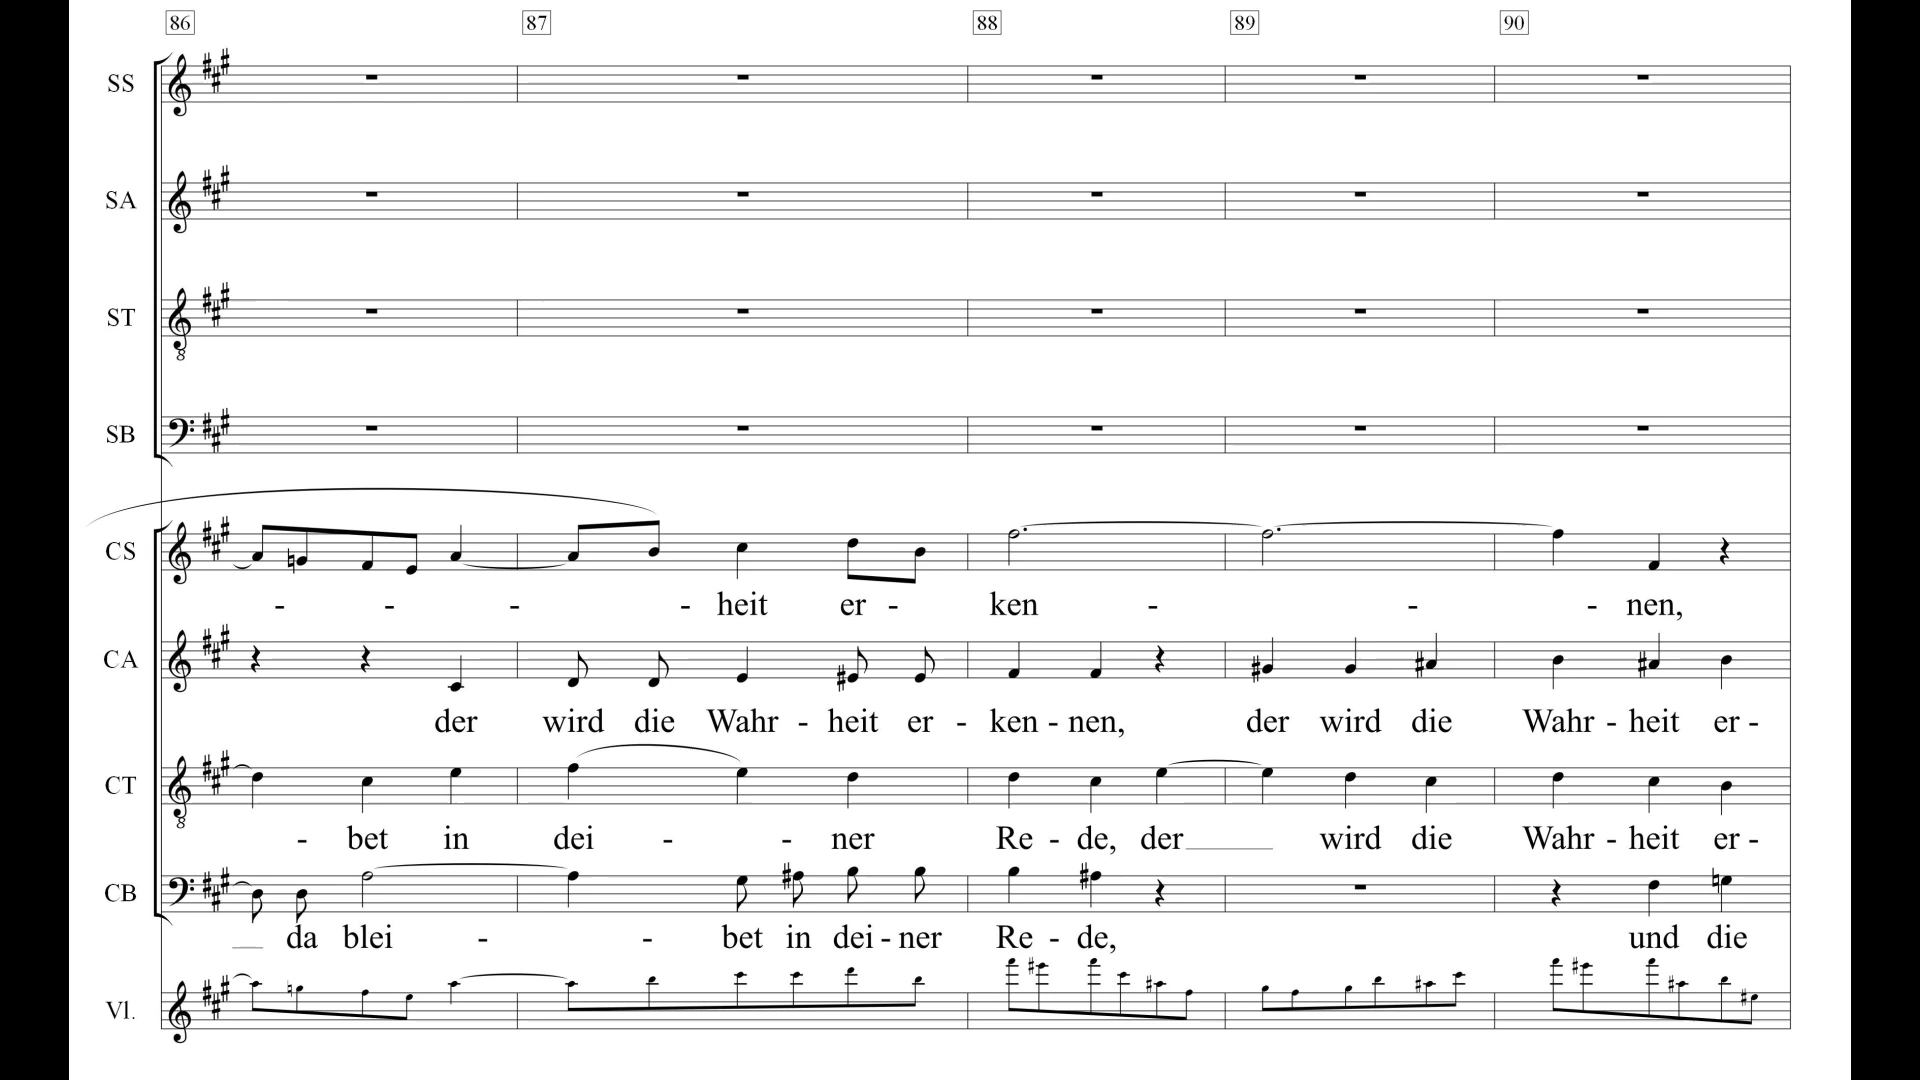 86 87 88 89 90
SS
SA
ST
8
SB
CS
- - - - heit er - ken - - - nen,
CA
der wird die Wahr - heit er - ken - nen, der wird die Wahr - heit er -
CT
8
- bet in dei - - ner Re - de, der wird die Wahr - heit er -
CB
da blei - - bet in dei - ner Re - de, und die
Vl.